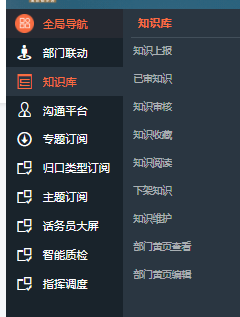 全局导航
部门联动
知识库
沟通平台
专题订阅
归口类型订阅
主题订阅
话务员大屏
智能质检
指挥调度
知识库
知识上报
已审知识
知识审核
知识收藏
知识阅读
下架知识
知识维护
部门黄页查看
部门黄页编辑